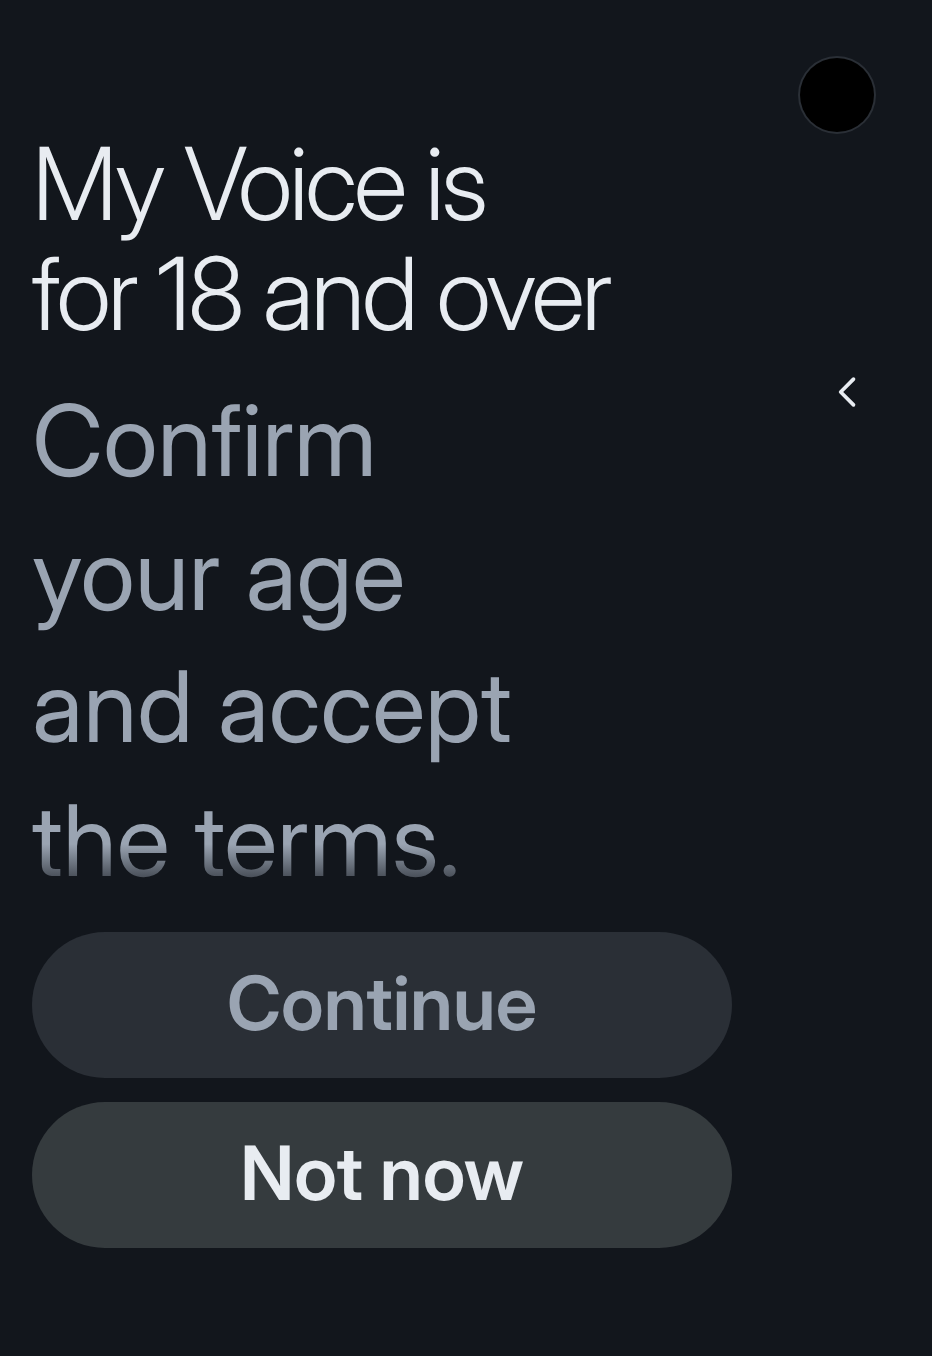 My Voice is
for 18 and over
Confirm
your age
and accept
the terms.
Continue
Not now